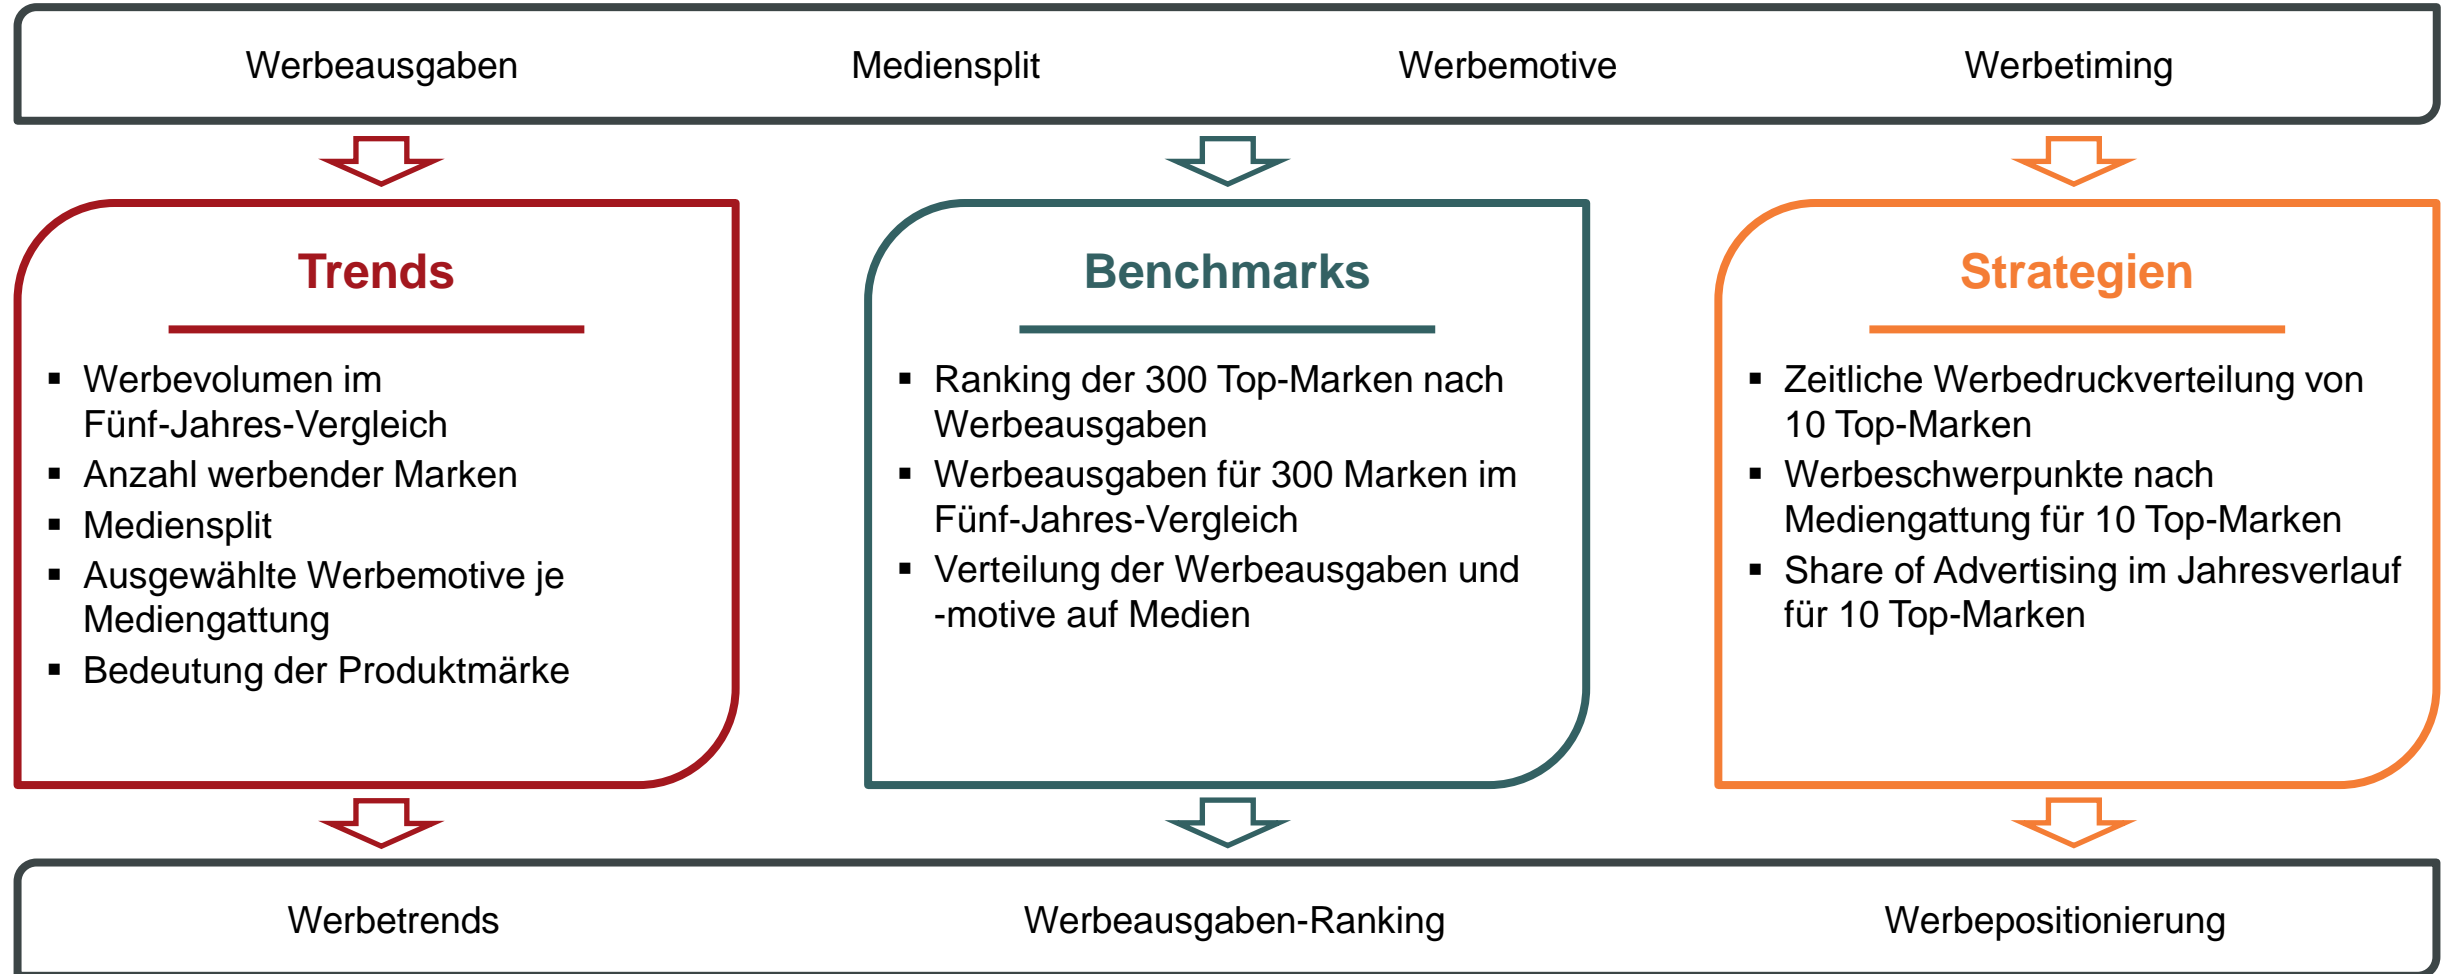 Werbeausgaben Mediensplit Werbemotive Werbetiming
Trends
▪ Werbevolumen im
Fünf-Jahres-Vergleich
▪ Anzahl werbender Marken
▪ Mediensplit
▪ Ausgewählte Werbemotive je
Mediengattung
▪ Bedeutung der Produktmärke
Benchmarks
▪ Ranking der 300 Top-Marken nach
Werbeausgaben
▪ Werbeausgaben für 300 Marken im
Fünf-Jahres-Vergleich
▪ Verteilung der Werbeausgaben und
-motive auf Medien
Strategien
▪ Zeitliche Werbedruckverteilung von
10 Top-Marken
▪ Werbeschwerpunkte nach
Mediengattung für 10 Top-Marken
▪ Share of Advertising im Jahresverlauf
für 10 Top-Marken
Werbetrends Werbeausgaben-Ranking Werbepositionierung